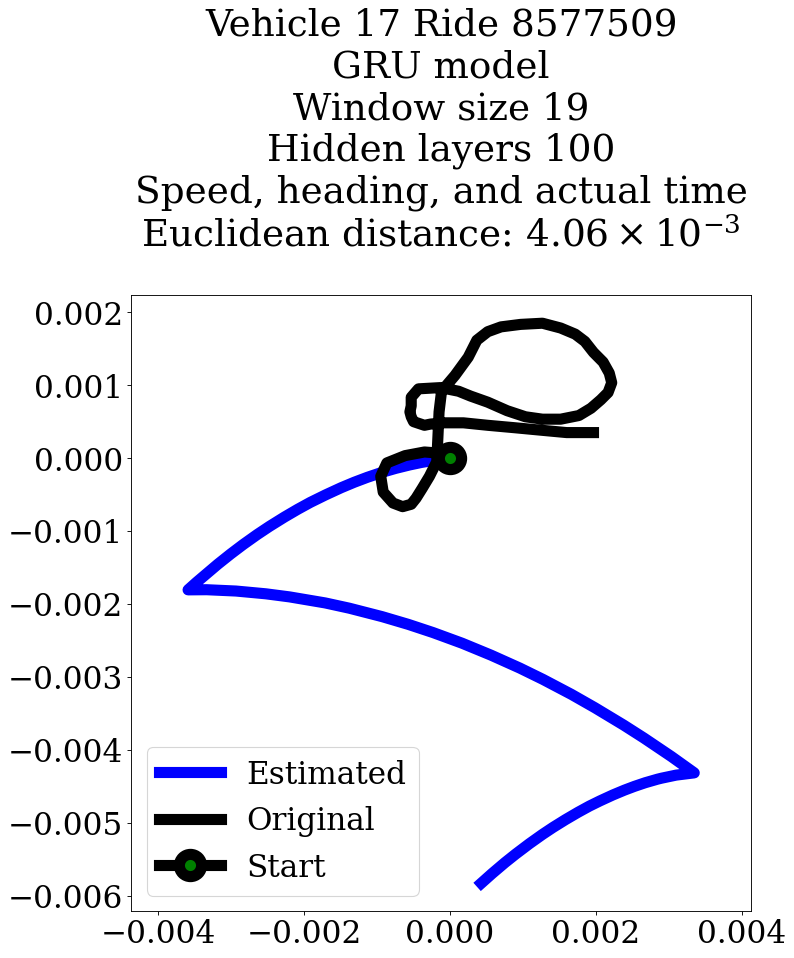 Vehicle 17 Ride 8577509
GRU model
Window size 19
Hidden layers 100
Speed, heading, and actual time
Euclidean distance: 4.06 × 10⁻³
0.002
0.001
0.000
−0.001
−0.002
−0.003
−0.004
−0.005
−0.006
Estimated
Original
Start
−0.004 −0.002 0.000 0.002 0.004